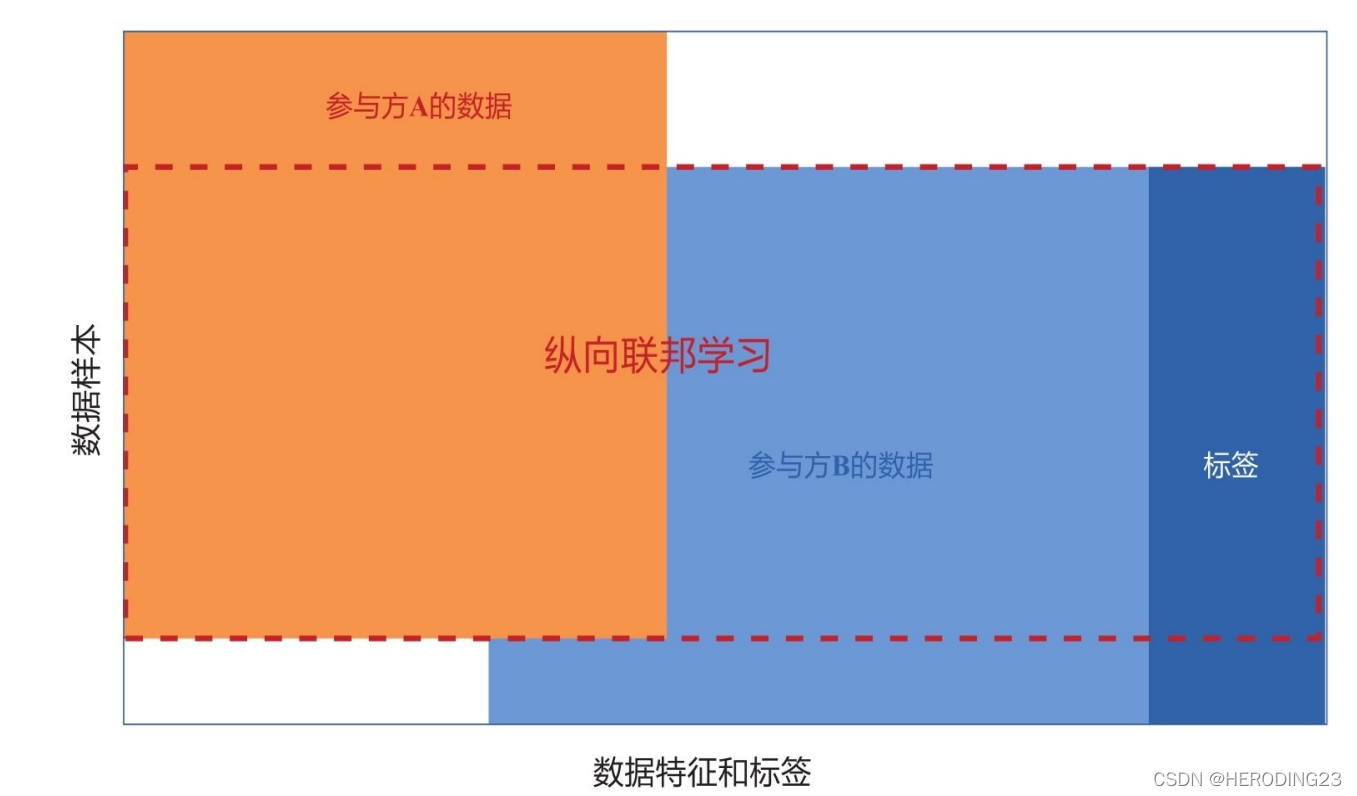 参与方A的数据
纵向联邦学习
数据样本
参与方B的数据
标签
数据特征和标签
CSDN @HERODING23